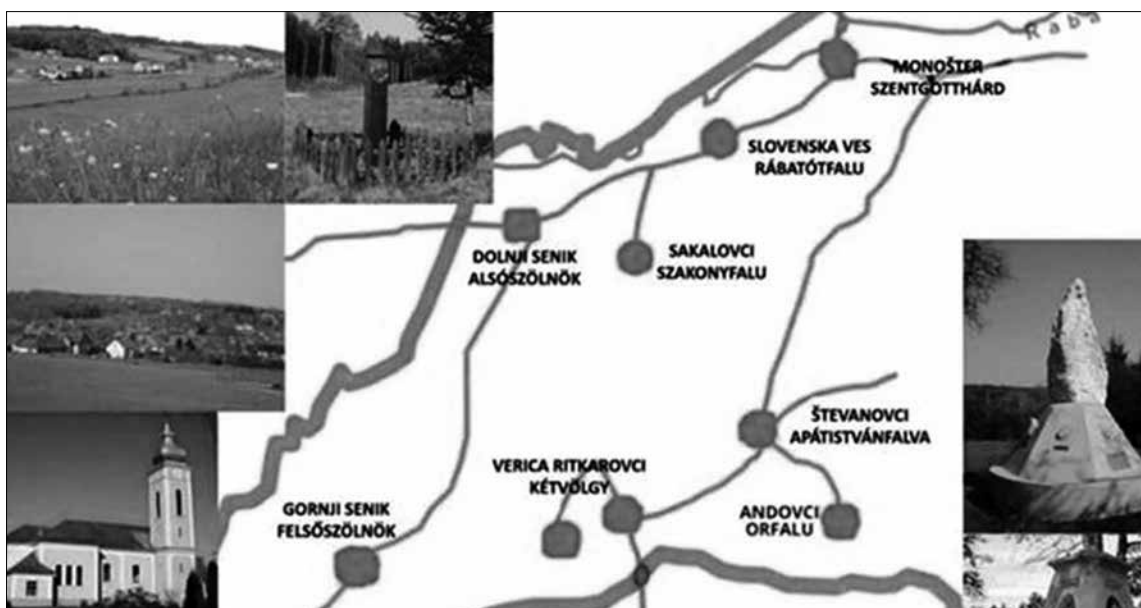 Raba
MONOŠTER
SZENTGOTTHÁRD
SLOVENSKA VES
RÁBATÓTFALU
DOLNJI SENIK
ALSÓSZÖLNÖK
SAKALOVCI
SZAKONYFALU
ŠTEVANOVCI
APÁTISTVÁNFALVA
VERICA RITKAROVCI
KÉTVÖLGY
GORNJI SENIK
FELSŐSZÖLNÖK
ANDOVCI
ORFALU